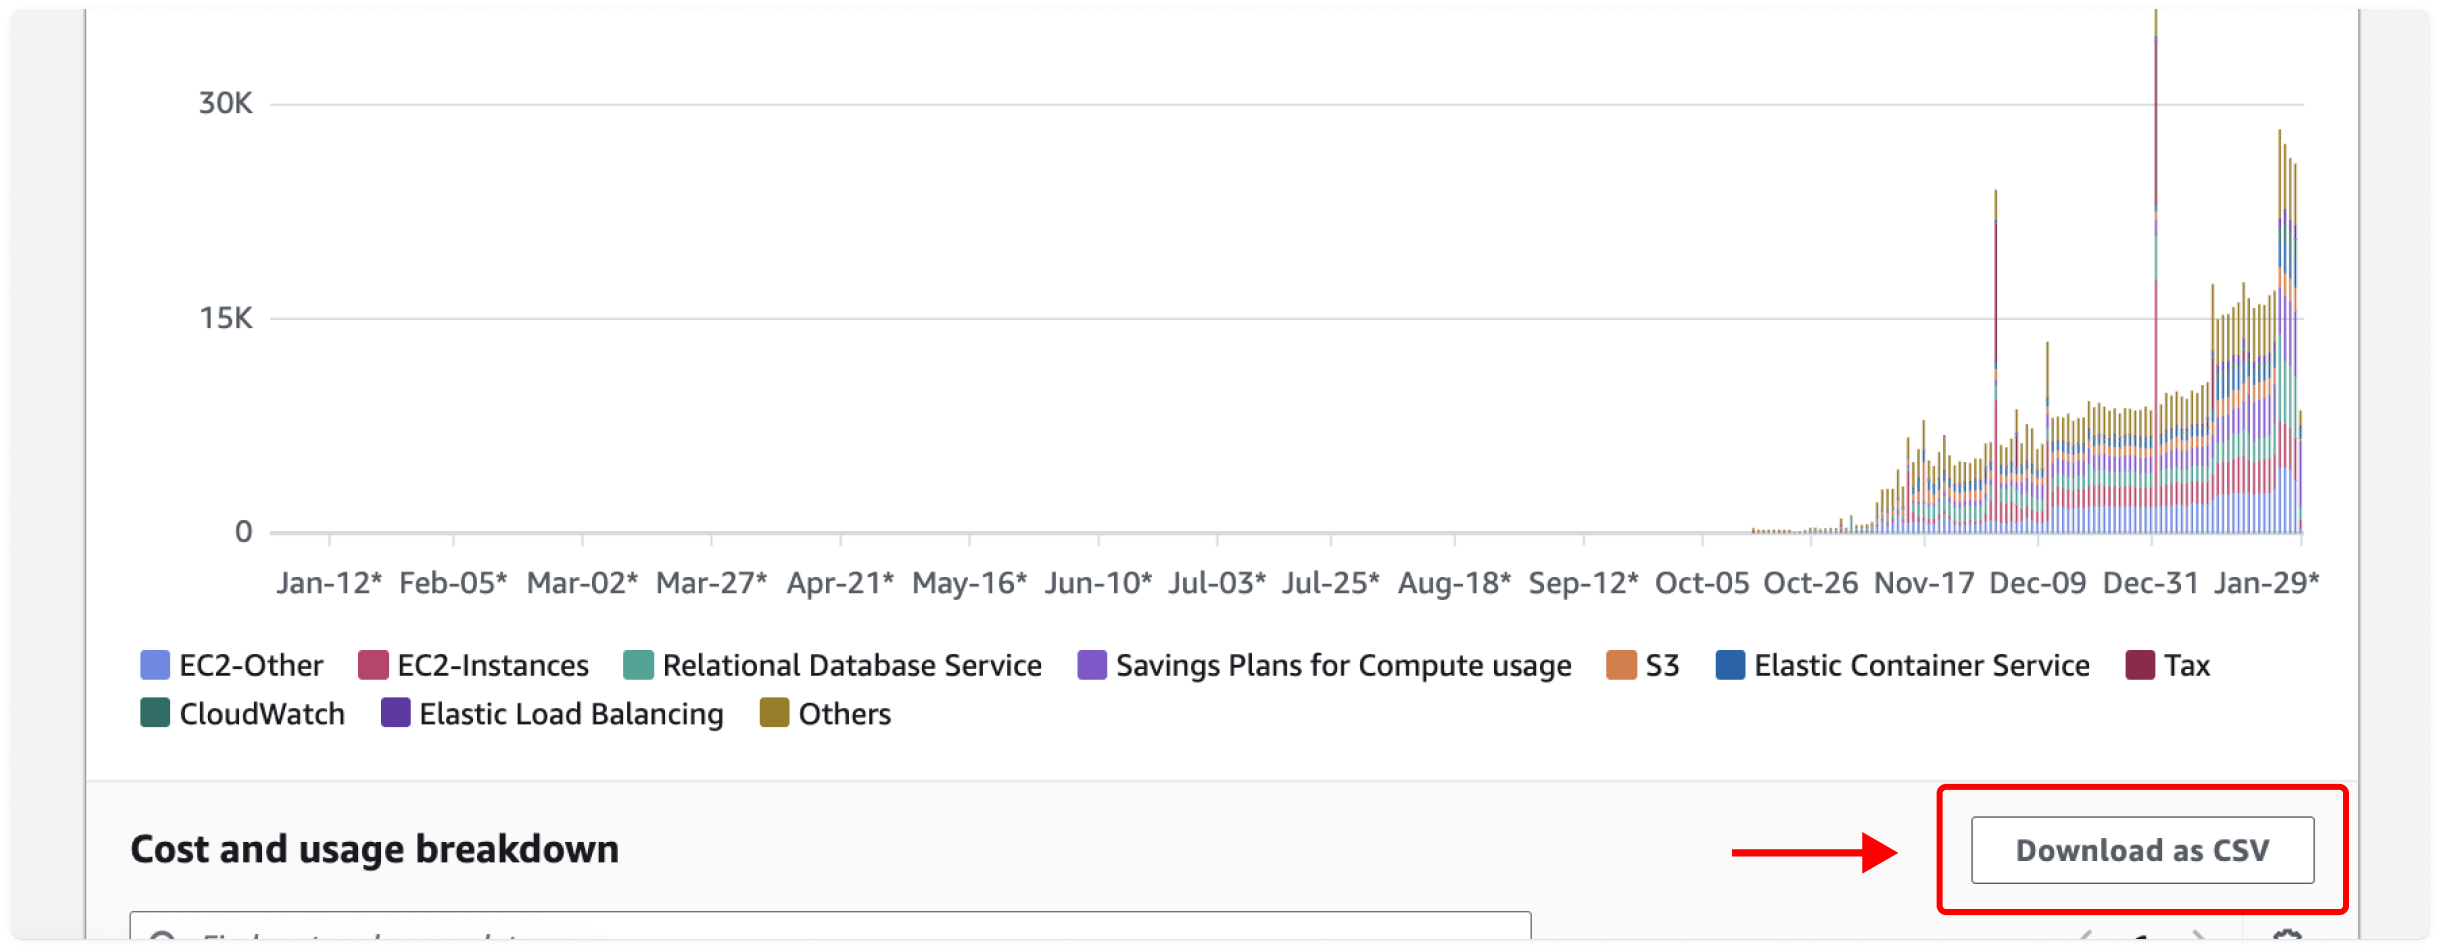 30K
15K
0
Jan-12* Feb-05* Mar-02* Mar-27* Apr-21* May-16* Jun-10* Jul-03* Jul-25* Aug-18* Sep-12* Oct-05 Oct-26 Nov-17 Dec-09 Dec-31 Jan-29*
EC2-Other EC2-Instances Relational Database Service Savings Plans for Compute usage S3 Elastic Container Service Tax
CloudWatch Elastic Load Balancing Others
Cost and usage breakdown
Download as CSV